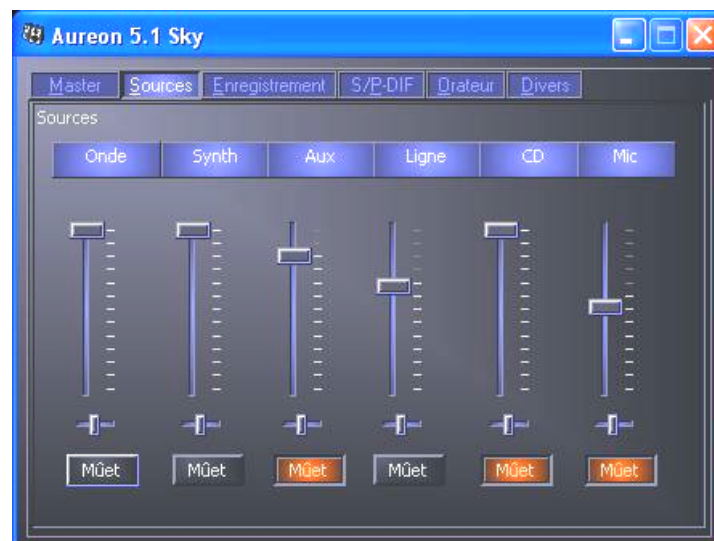 Aureon 5.1 Sky
Master Sources Enregistrement S/P-DIF Orateur Divers
Sources
Onde Synth Aux Ligne CD Mic
Mûet Mûet Mûet Mûet Mûet Mûet